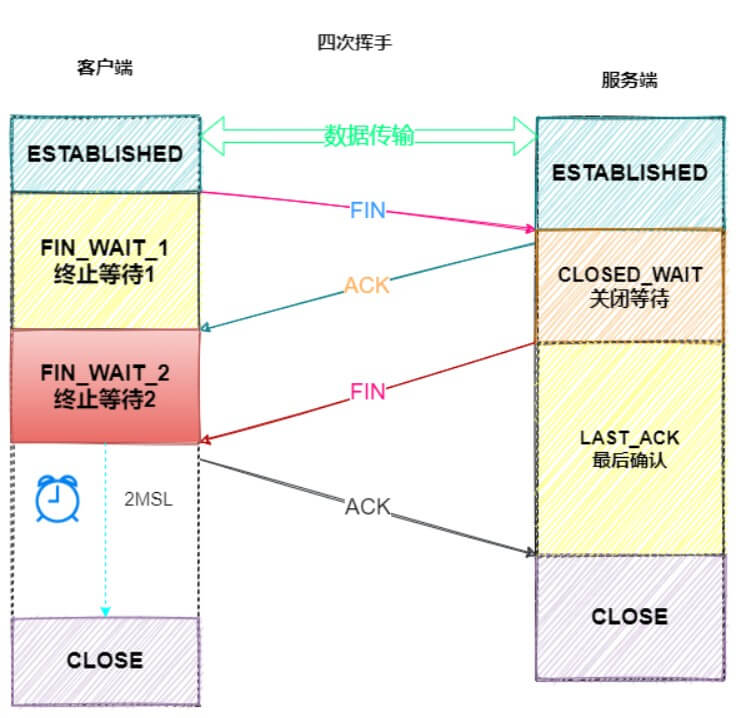 四次挥手
客户端
服务端
数据传输
ESTABLISHED
ESTABLISHED
FIN
FIN_WAIT_1
终止等待1
CLOSED_WAIT
关闭等待
ACK
FIN_WAIT_2
终止等待2
FIN
LAST_ACK
最后确认
2MSL
ACK
CLOSE
CLOSE